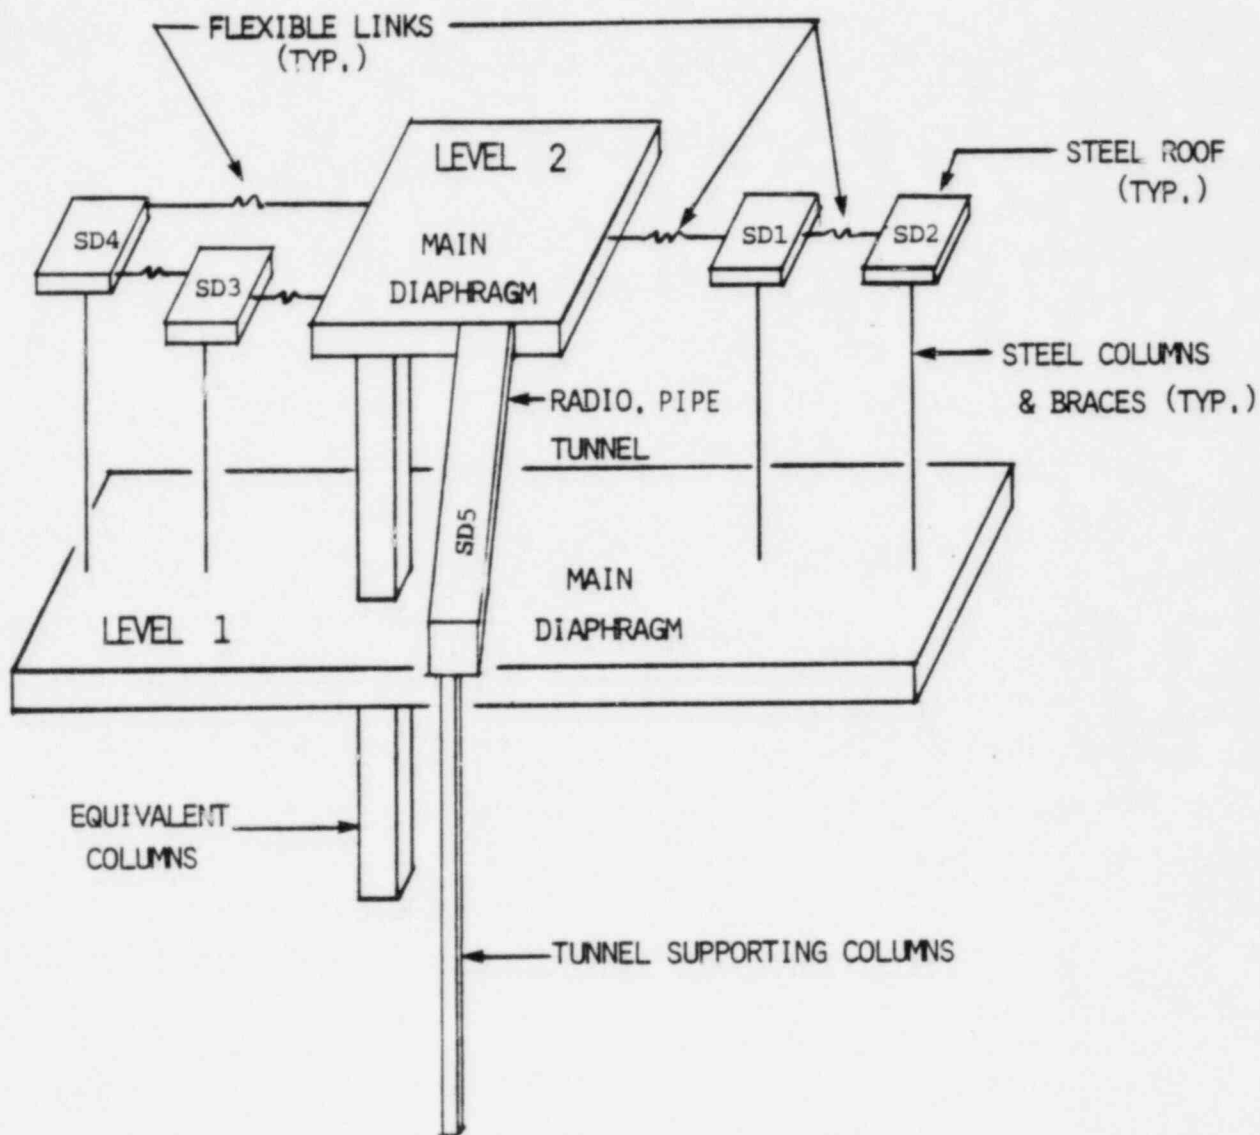 FLEXIBLE LINKS
(TYP.)
LEVEL 2
STEEL ROOF
(TYP.)
SD4
SD3
MAIN
DIAPHRAGM
SD1
SD2
STEEL COLUMNS
& BRACES (TYP.)
RADIO. PIPE
TUNNEL
SD5
MAIN
DIAPHRAGM
LEVEL 1
EQUIVALENT
COLUMNS
TUNNEL SUPPORTING COLUMNS